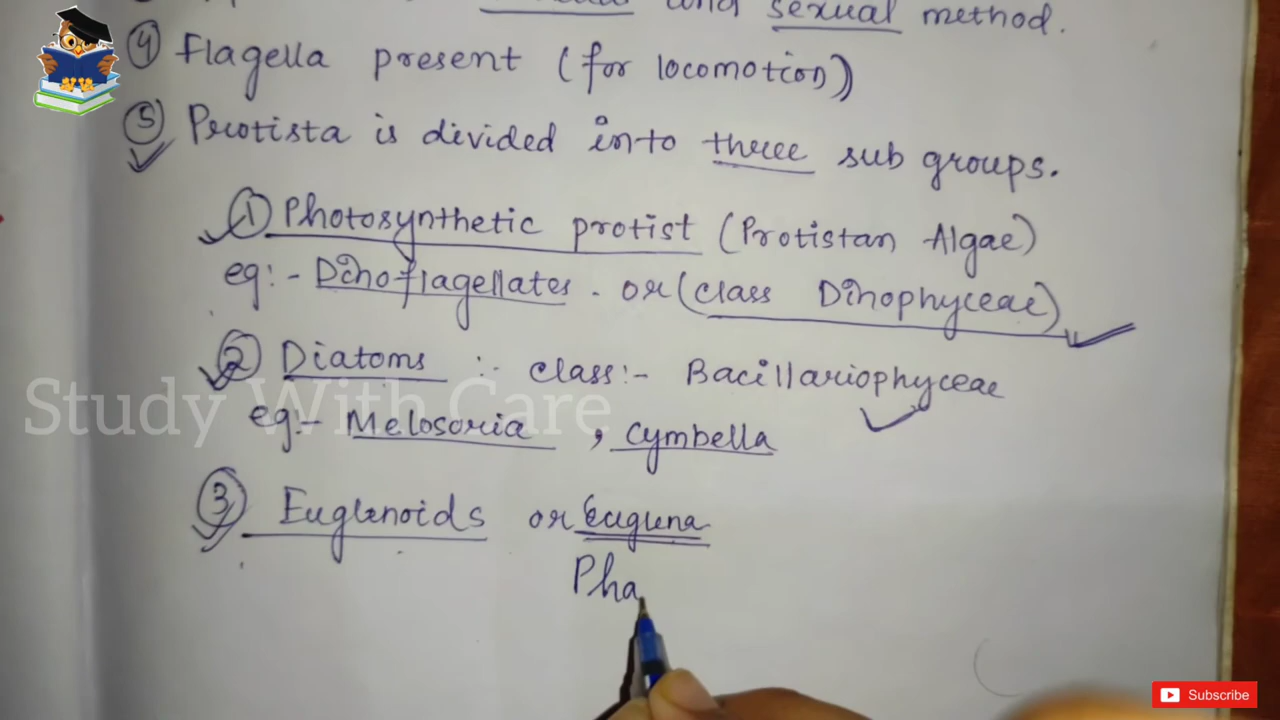 and sexual method.
④ Flagella present (for locomotion)
⑤ Protista is divided into three sub groups.
① Photosynthetic protist (Protistan Algae)
eg:- Dinoflagellates. or (class Dinophyceae)
② Diatoms :- class:- Bacillariophyceae
Study With Care
eg:- Melosoria, Cymbella
③ Euglenoids or Euglena
Pha
Subscribe